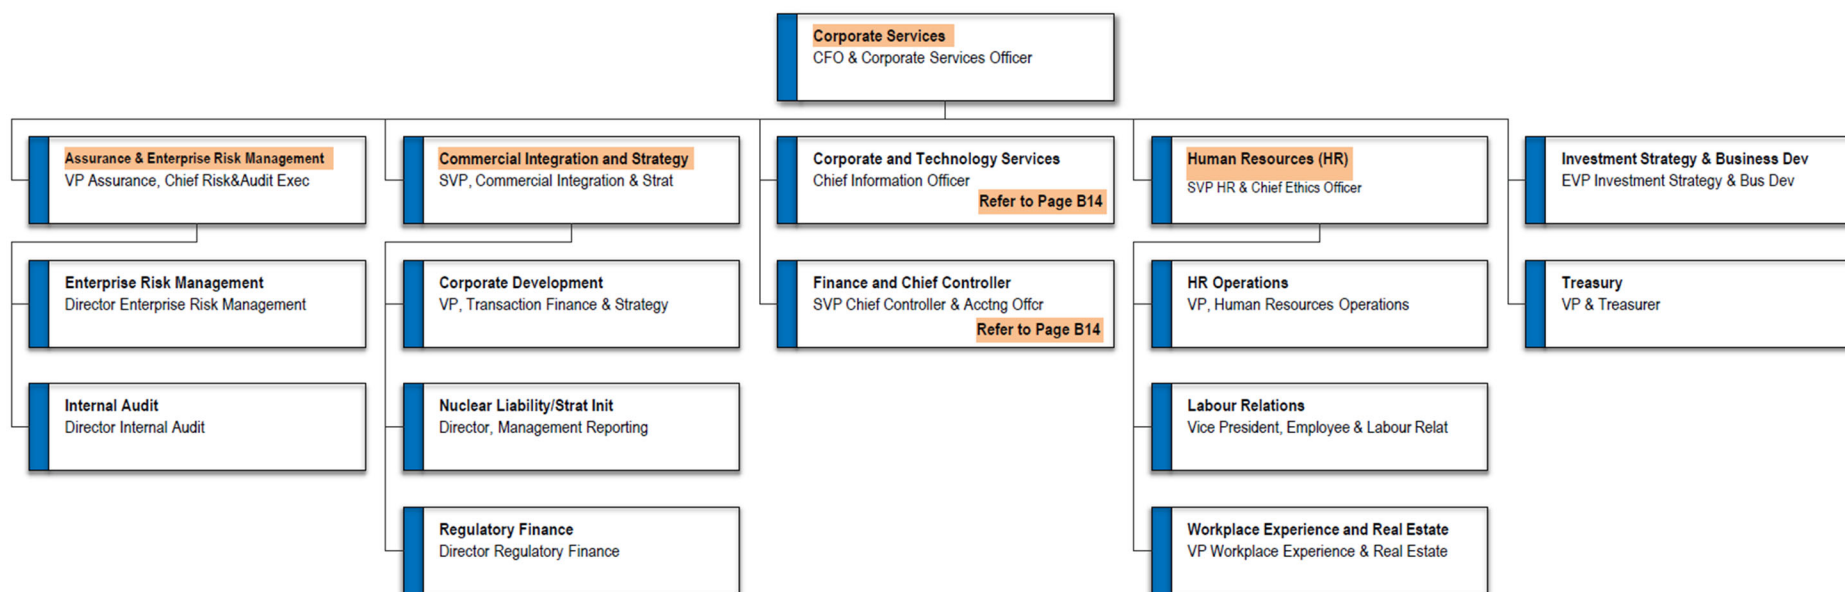 Corporate Services
CFO & Corporate Services Officer
Assurance & Enterprise Risk Management
VP Assurance, Chief Risk&Audit Exec
Commercial Integration and Strategy
SVP, Commercial Integration & Strat
Corporate and Technology Services
Chief Information Officer
Refer to Page B14
Human Resources (HR)
SVP HR & Chief Ethics Officer
Investment Strategy & Business Dev
EVP Investment Strategy & Bus Dev
Enterprise Risk Management
Director Enterprise Risk Management
Corporate Development
VP, Transaction Finance & Strategy
Finance and Chief Controller
SVP Chief Controller & Acctng Offcr
Refer to Page B14
HR Operations
VP, Human Resources Operations
Treasury
VP & Treasurer
Internal Audit
Director Internal Audit
Nuclear Liability/Strat Init
Director, Management Reporting
Labour Relations
Vice President, Employee & Labour Relat
Regulatory Finance
Director Regulatory Finance
Workplace Experience and Real Estate
VP Workplace Experience & Real Estate